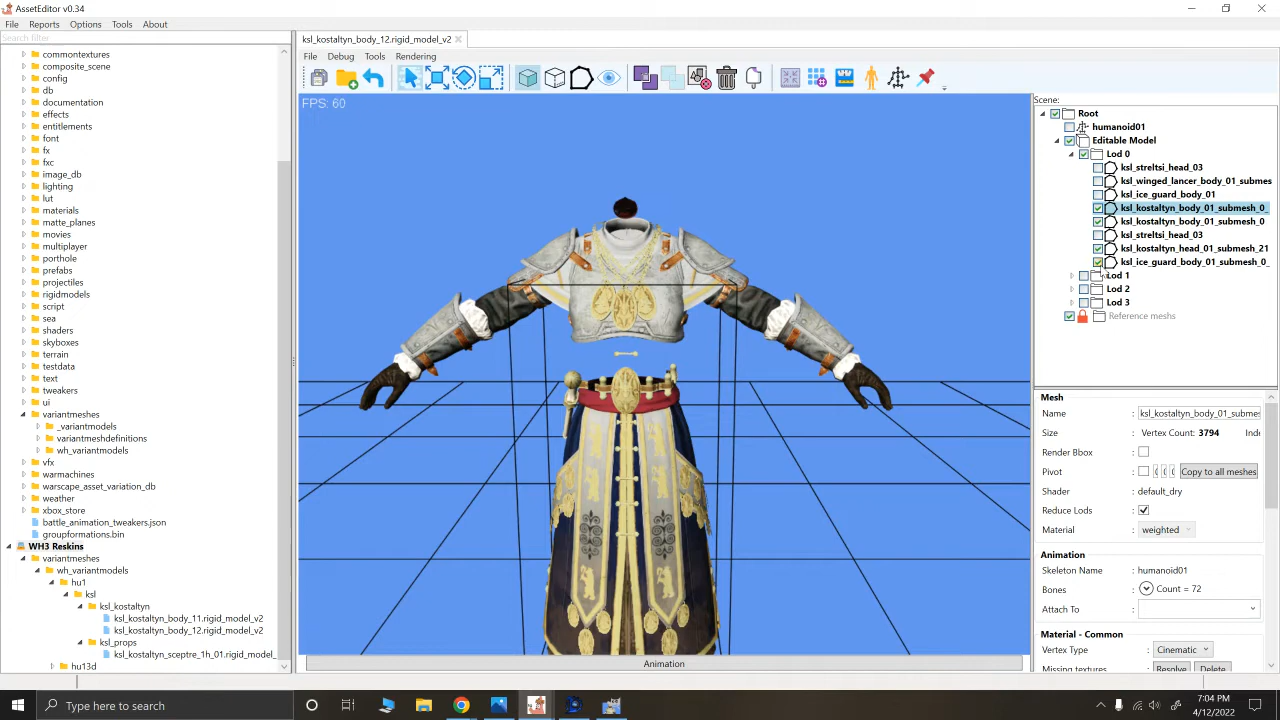 AssetEditor v0.34
File Reports Options Tools About
Search filter
commontextures
composite_scene
config
db
documentation
effects
entitlements
font
fx
fxc
image_db
lighting
lut
materials
matte_planes
movies
multiplayer
porthole
prefabs
projectiles
rigidmodels
script
sea
shaders
skyboxes
terrain
testdata
text
tweakers
ui
variantmeshes
_variantmodels
variantmeshdefinitions
wh_variantmodels
vfx
warmachines
warscape_asset_variation_db
weather
xbox_store
battle_animation_tweakers.json
groupformations.bin
WH3 Reskins
variantmeshes
wh_variantmodels
hu1
ksl
ksl_kostaltyn
ksl_kostaltyn_body_11.rigid_model_v2
ksl_kostaltyn_body_12.rigid_model_v2
ksl_props
ksl_kostaltyn_sceptre_1h_01.rigid_model_
hu13d
ksl_kostaltyn_body_12.rigid_model_v2
File Debug Tools Rendering
FPS: 60
Animation
Scene:
Root
humanoid01
Editable Model
Lod 0
ksl_streltsi_head_03
ksl_winged_lancer_body_01_submes
ksl_ice_guard_body_01
ksl_kostaltyn_body_01_submesh_0_
ksl_kostaltyn_body_01_submesh_0
ksl_streltsi_head_03
ksl_kostaltyn_head_01_submesh_21
ksl_ice_guard_body_01_submesh_0_
Lod 1
Lod 2
Lod 3
Reference meshs
Mesh
Name : ksl_kostaltyn_body_01_submes
Size : Vertex Count: 3794 Inde
Render Bbox :
Pivot : Copy to all meshes
Shader : default_dry
Reduce Lods :
Material : weighted
Animation
Skeleton Name : humanoid01
Bones : Count = 72
Attach To :
Material - Common
Vertex Type : Cinematic
Missing textures : Resolve Delete
Type here to search
7:04 PM
4/12/2022